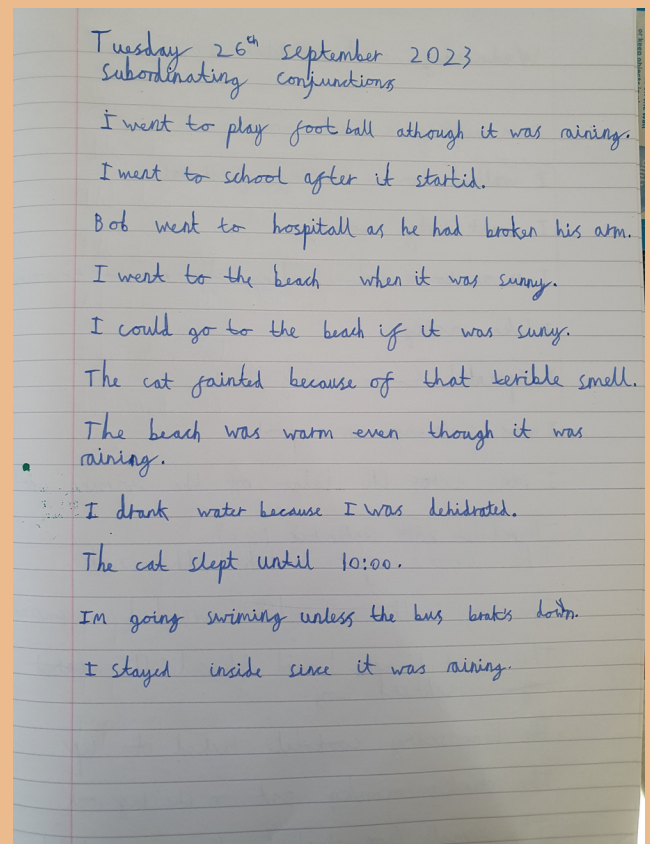 Tuesday 26th september 2023
subordinating conjunctions
I went to play foot ball athough it was raining.
I went to school after it startid.
Bob went to hospitall as he had broken his arm.
I went to the beach when it was sunny.
I could go to the beach if it was suny.
The cat fainted because of that terible smell.
The beach was warm even though it was
raining.
I drank water because I was dehidrated.
The cat slept until 10:00.
Im going swiming unless the bus brak's down.
I stayed inside since it was raining.